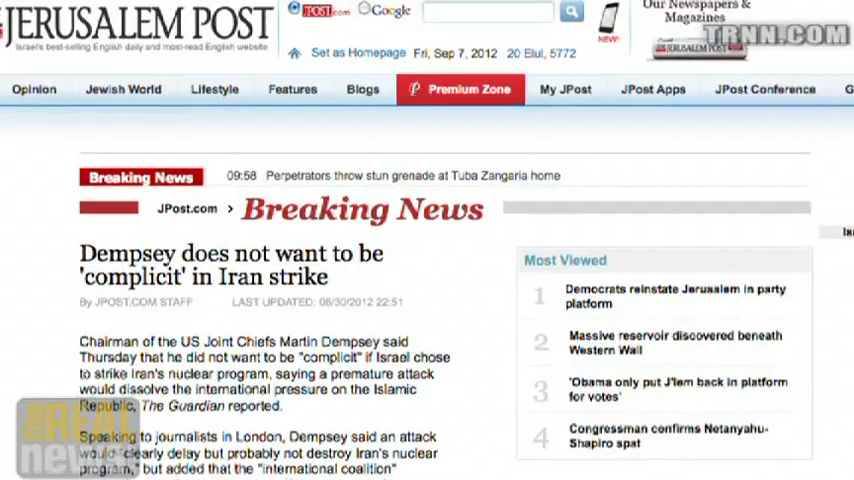 JERUSALEM POST
Israel's best-selling English daily and most-read English website
JPOST.com Google
Our Newspapers &
Magazines
NEW!
JERUSALEM POST
TRNN.COM
Set as Homepage Fri, Sep 7, 2012 20 Elul, 5772
Opinion Jewish World Lifestyle Features Blogs Premium Zone My JPost JPost Apps JPost Conference G
Breaking News 09:58 Perpetrators throw stun grenade at Tuba Zangaria home
JPost.com › Breaking News
Dempsey does not want to be
'complicit' in Iran strike
By JPOST.COM STAFF LAST UPDATED: 08/30/2012 22:51
Chairman of the US Joint Chiefs Martin Dempsey said
Thursday that he did not want to be "complicit" if Israel chose
to strike Iran's nuclear program, saying a premature attack
would dissolve the international pressure on the Islamic
Republic, The Guardian reported.
Speaking to journalists in London, Dempsey said an attack
would "clearly delay but probably not destroy Iran's nuclear
program," but added that the "international coalition"
Most Viewed
1 Democrats reinstate Jerusalem in party
platform
2 Massive reservoir discovered beneath
Western Wall
3 'Obama only put J'lem back in platform
for votes'
4 Congressman confirms Netanyahu-
Shapiro spat
THE REAL
news